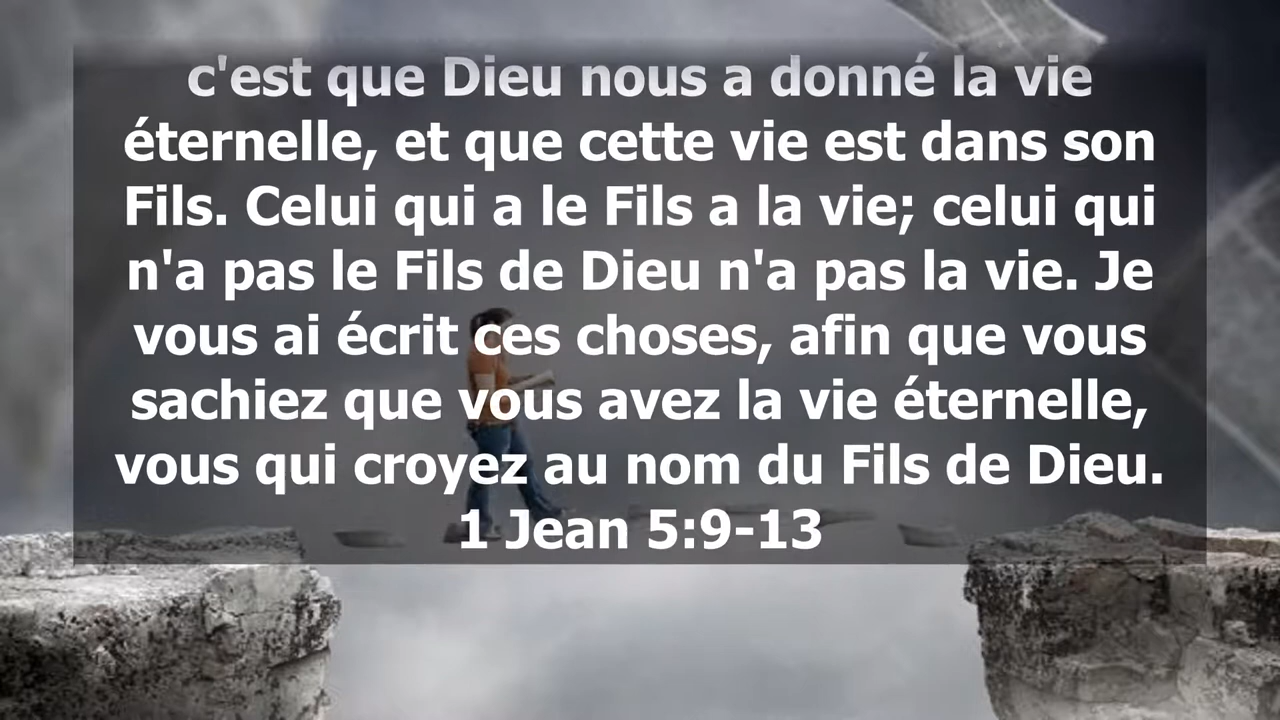 c'est que Dieu nous a donné la vie
éternelle, et que cette vie est dans son
Fils. Celui qui a le Fils a la vie; celui qui
n'a pas le Fils de Dieu n'a pas la vie. Je
vous ai écrit ces choses, afin que vous
sachiez que vous avez la vie éternelle,
vous qui croyez au nom du Fils de Dieu.
1 Jean 5:9-13